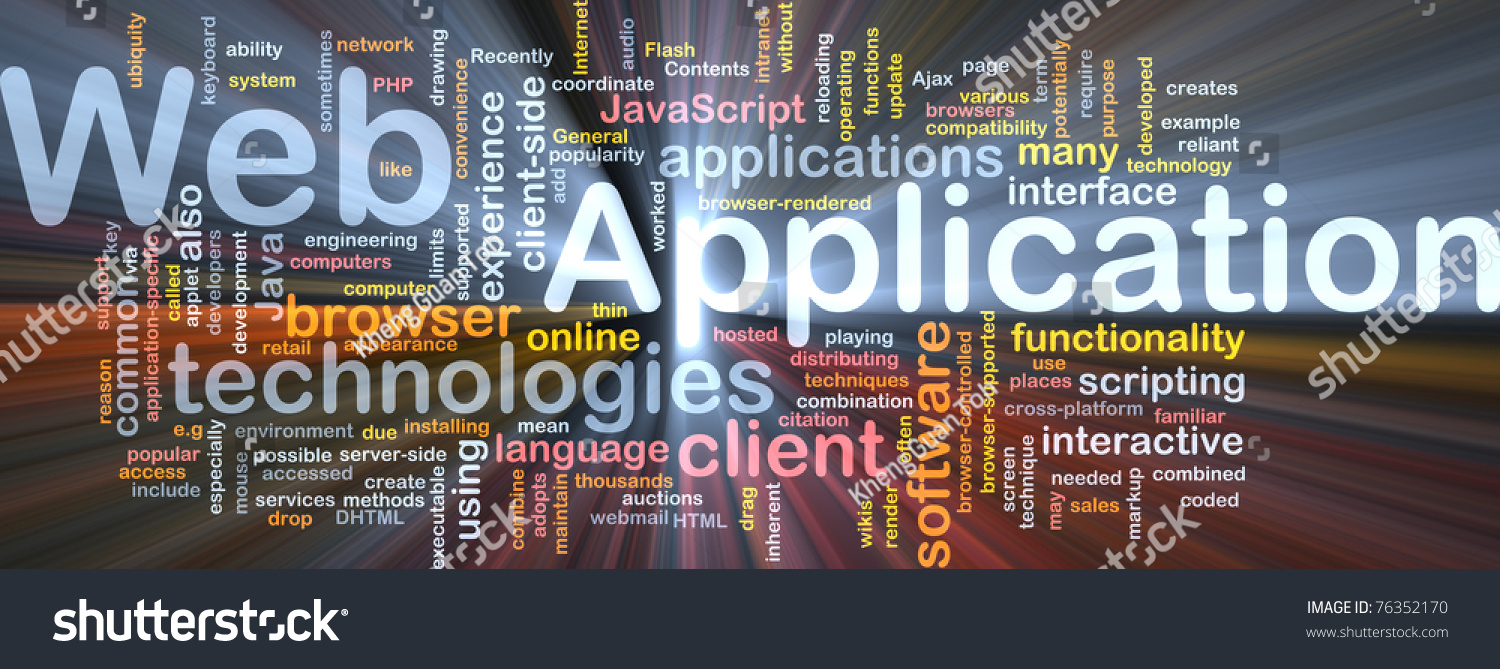 ubiquity
keyboard
ability
system
sometimes
network
PHP
drawing
convenience
Recently
Internet
coordinate
audio
Flash
Contents
intranet
without
JavaScript
General
popularity
reloading
operating
functions
update
Ajax
page
various
browsers
compatibility
term
potentially
require
purpose
developed
creates
example
reliant
technology
Web
like
experience
client-side
add
worked
applications
many
interface
browser-rendered
Application
key
support
via
common
application-specific
called
also
applet
developers
development
Java
engineering
computers
computer
limits
supported
browser
retail
appearance
thin
online
hosted
playing
distributing
techniques
combination
citation
software
browser-controlled
browser-supported
functionality
use
places
scripting
cross-platform
familiar
interactive
technologies
reason
e.g
especially
environment
due
installing
mean
popular
access
include
mouse
possible
server-side
accessed
create
services
methods
drop
DHTML
executable
using
language
client
often
combine
adopts
maintain
thousands
auctions
webmail
HTML
drag
inherent
wikis
render
screen
technique
needed
may
sales
markup
combined
coded
shutterstock
KhengGuan Toh
KhengGuan Toh
shutterstock
IMAGE ID: 76352170
www.shutterstock.com